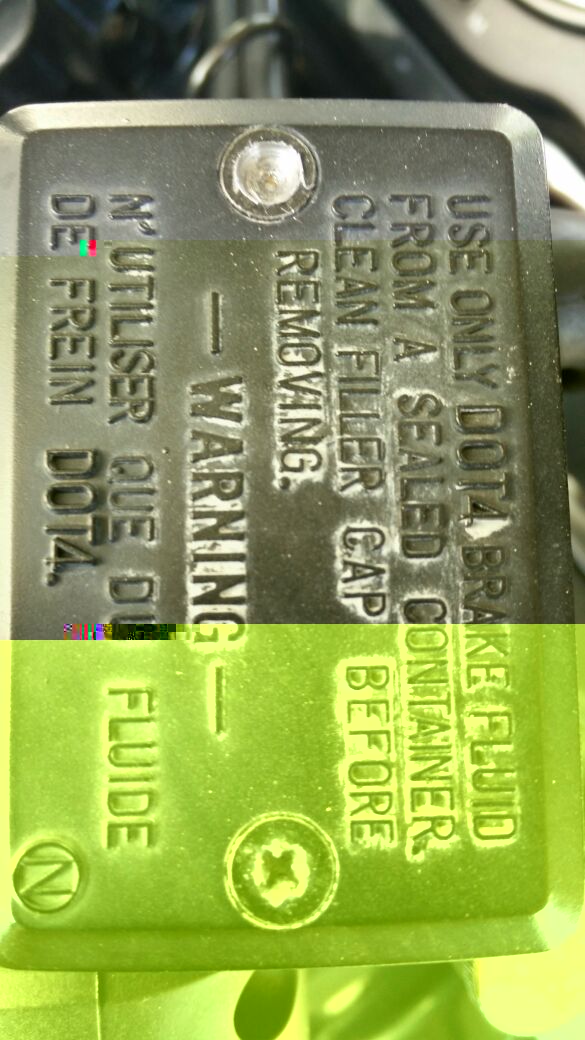 USE ONLY DOT4 BRAKE FLUID
FROM A SEALED CONTAINER.
CLEAN FILLER CAP BEFORE
REMOVING.
— WARNING —
N'UTILISER QUE DU FLUIDE
DE FREIN DOT4.
N